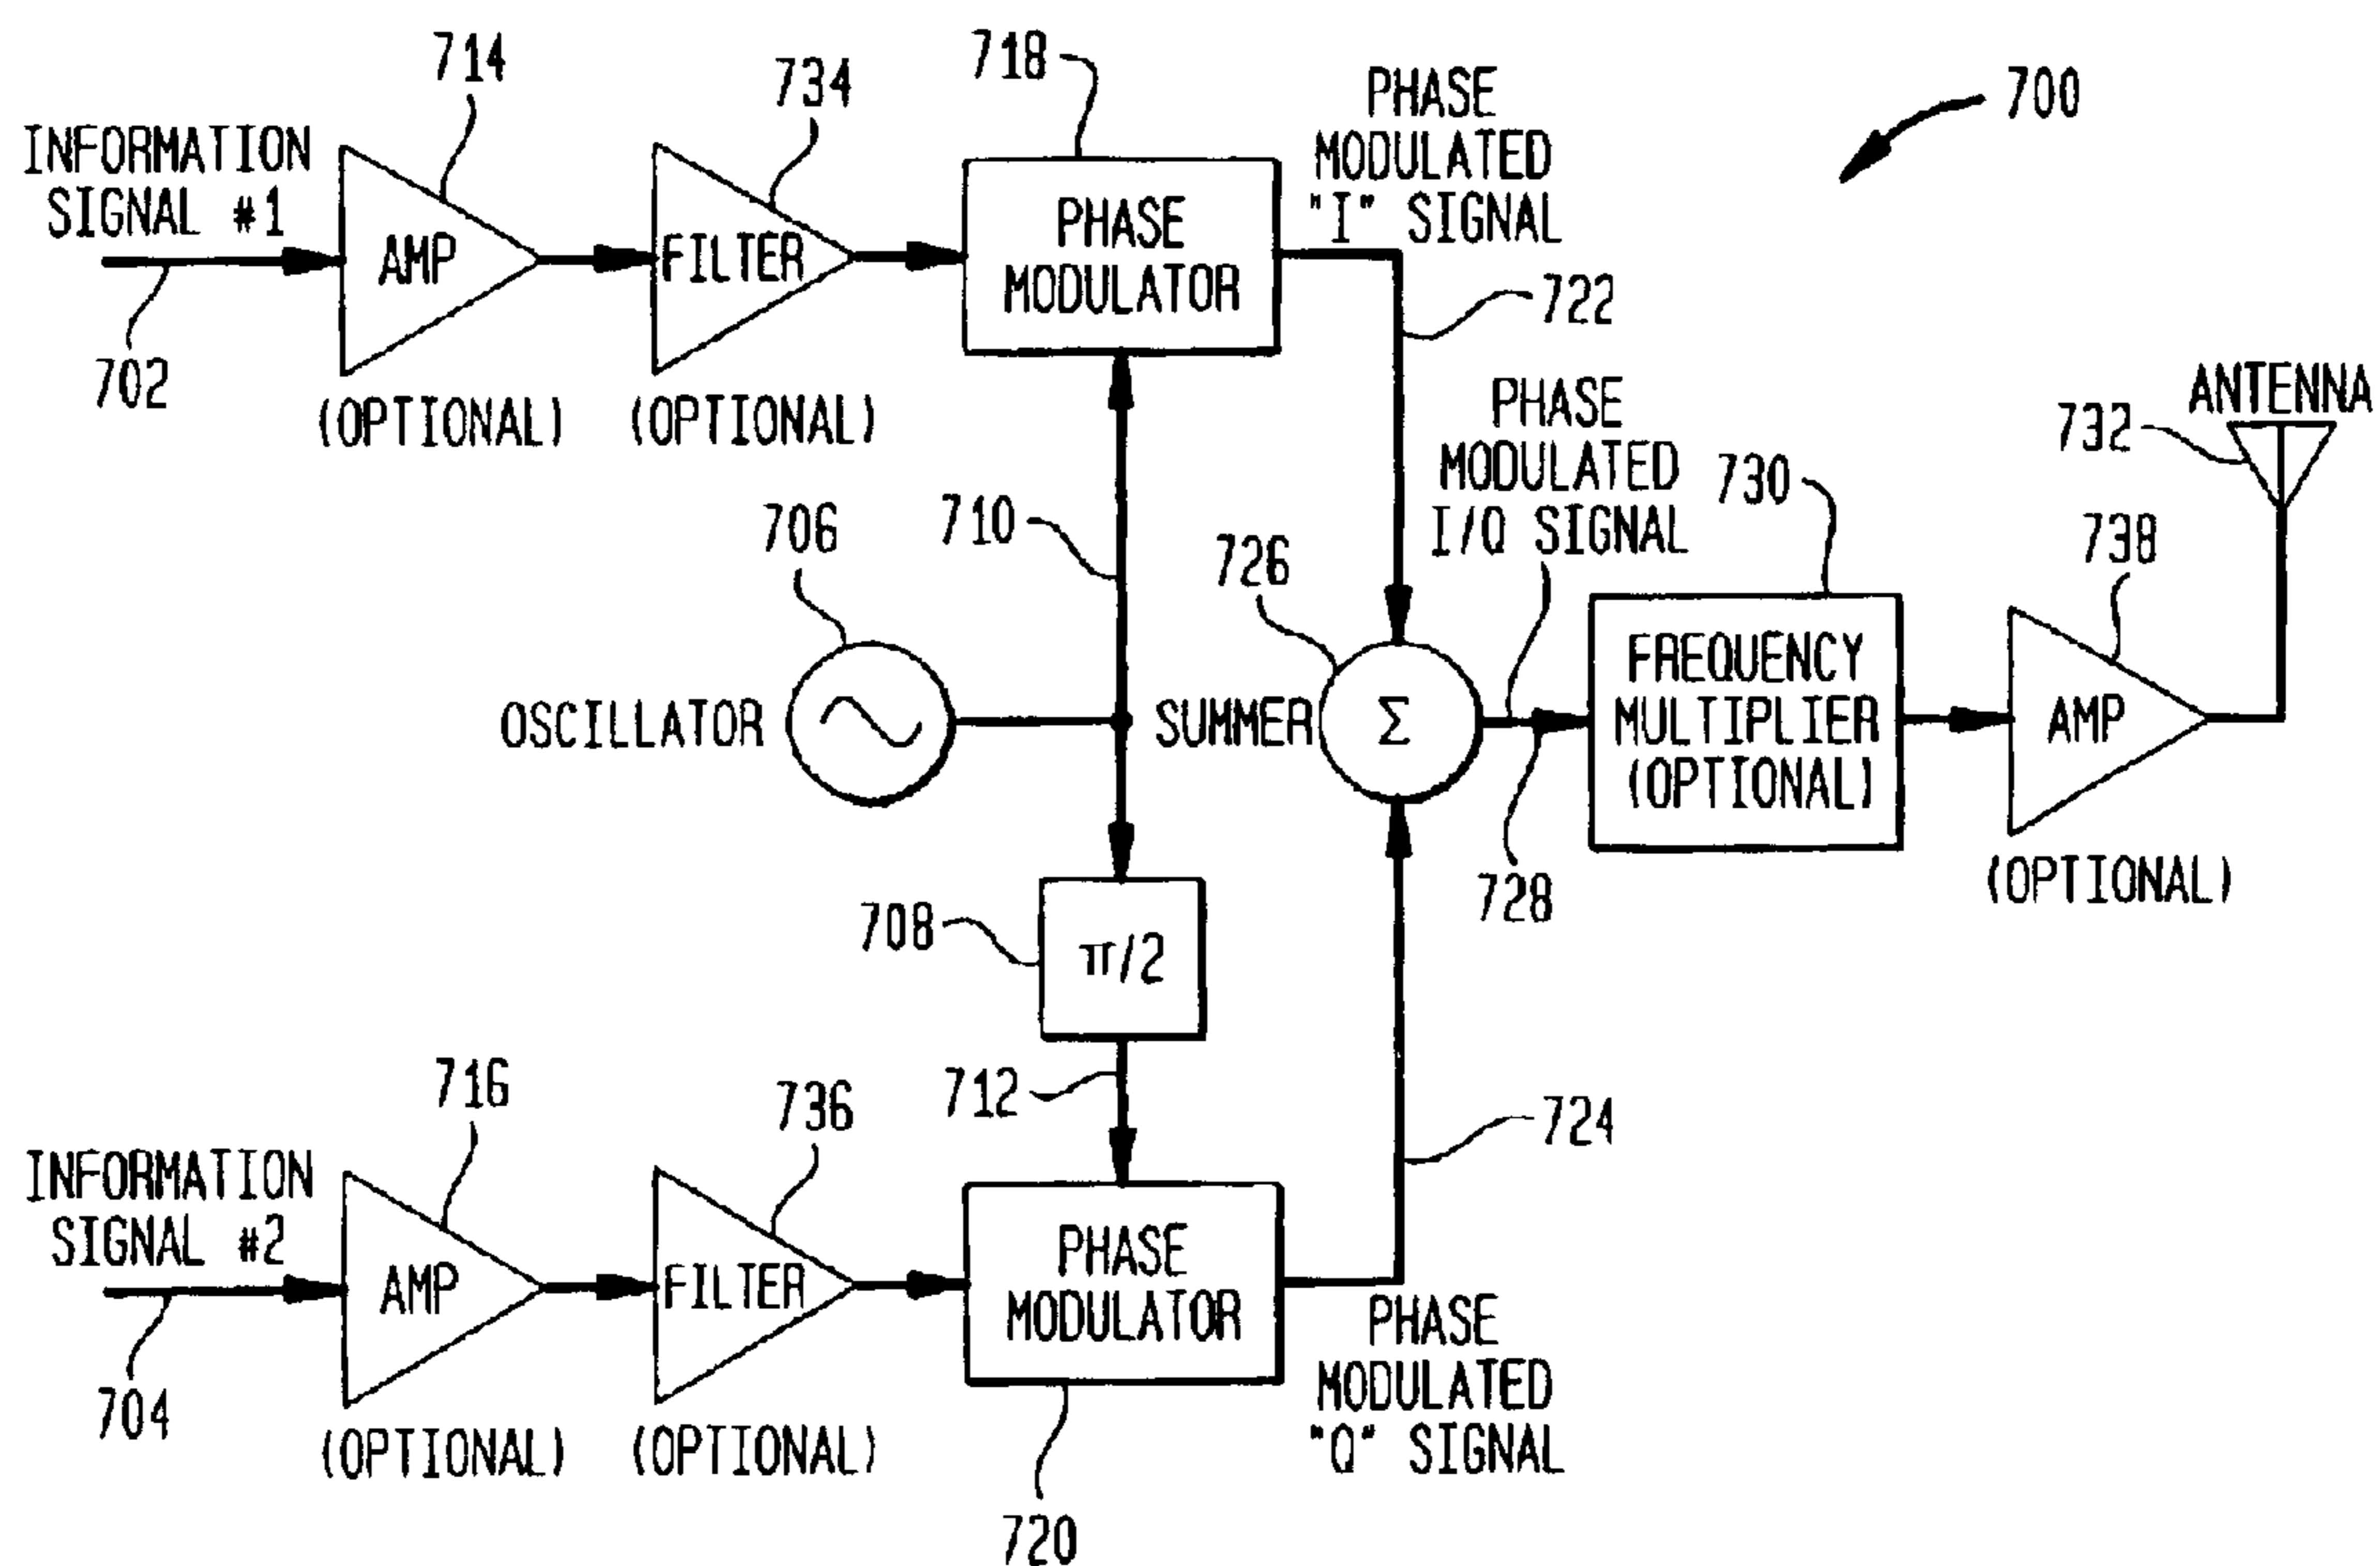 714
734
718
PHASE
MODULATED
"I" SIGNAL
700
INFORMATION
SIGNAL #1
AMP
FILTER
PHASE
MODULATOR
722
702
(OPTIONAL)
(OPTIONAL)
PHASE
MODULATED
I/Q SIGNAL
730
732
ANTENNA
706
710
726
738
OSCILLATOR
SUMMER
Σ
FREQUENCY
MULTIPLIER
(OPTIONAL)
AMP
(OPTIONAL)
728
708
π/2
712
716
736
724
INFORMATION
SIGNAL #2
AMP
FILTER
PHASE
MODULATOR
PHASE
MODULATED
"Q" SIGNAL
704
(OPTIONAL)
(OPTIONAL)
720